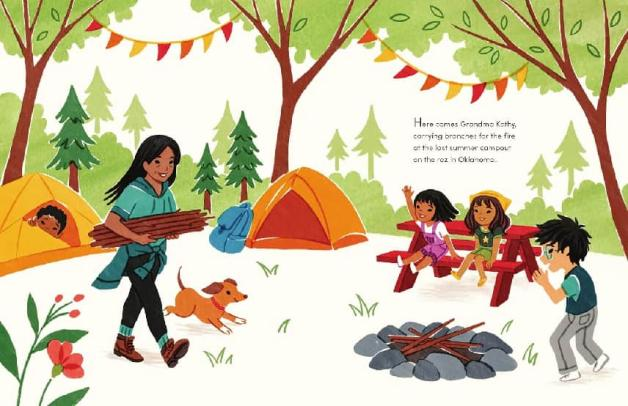 Here comes Grandma Kathy,
carrying branches for the fire
at the last summer campout
on the rez in Oklahoma.